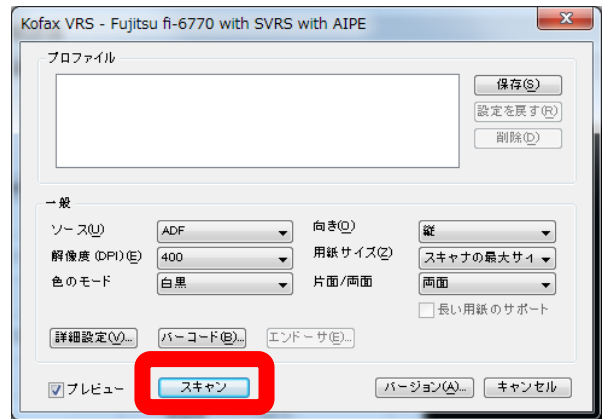 Kofax VRS - Fujitsu fi-6770 with SVRS with AIPE
プロファイル
保存(S)
設定を戻す(R)
削除(D)
一般
ソース(U) ADF 向き(O) 縦
解像度(DPI)(E) 400 用紙サイズ(Z) スキャナの最大サイ
色のモード 白黒 片面/両面 両面
長い用紙のサポート
詳細設定(V)... バーコード(B)... エンドーサ(E)...
プレビュー スキャン バージョン(A)... キャンセル